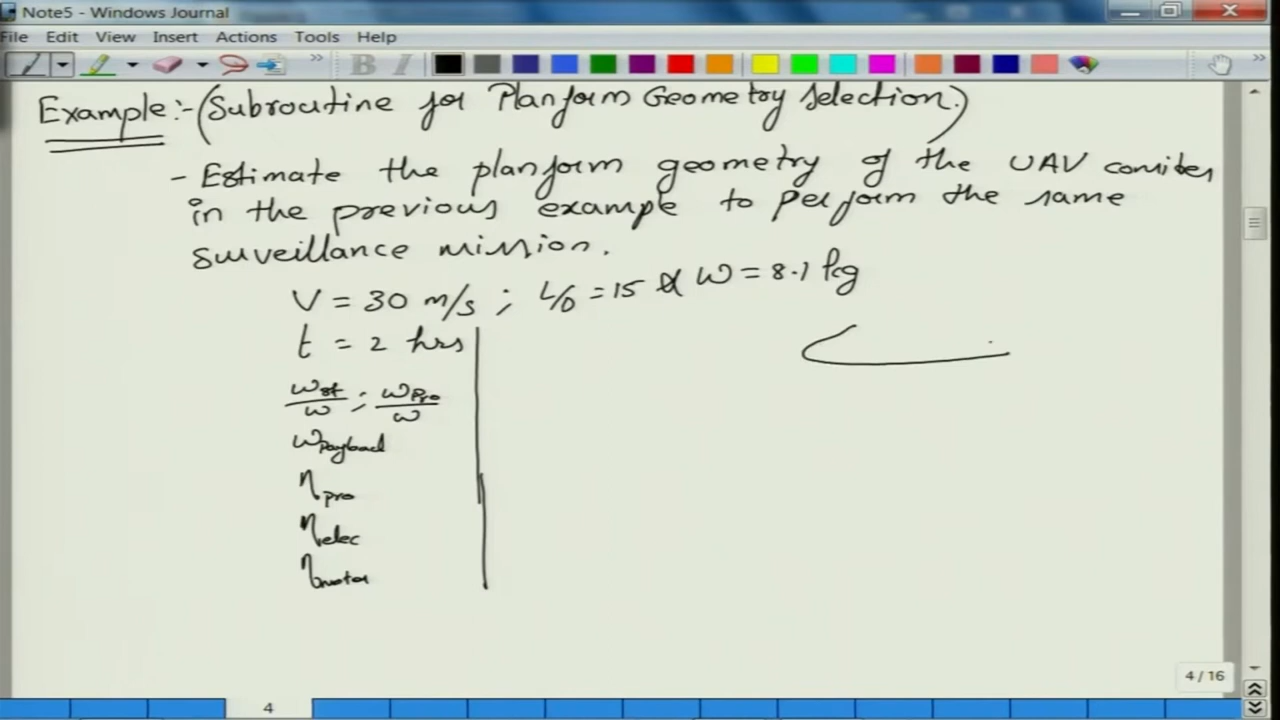 Note5 - Windows Journal
File Edit View Insert Actions Tools Help
Example:- (Subroutine for Planform Geometry Selection.)
- Estimate the planform geometry of the UAV consider
in the previous example to perform the same
surveillance mission.
V = 30 m/s ; L/D = 15 & W = 8.1 kg
t = 2 hrs
Wst/W ; WPro/W
WPayload
ηpro
ηelec
ηmotor
4 / 16
4